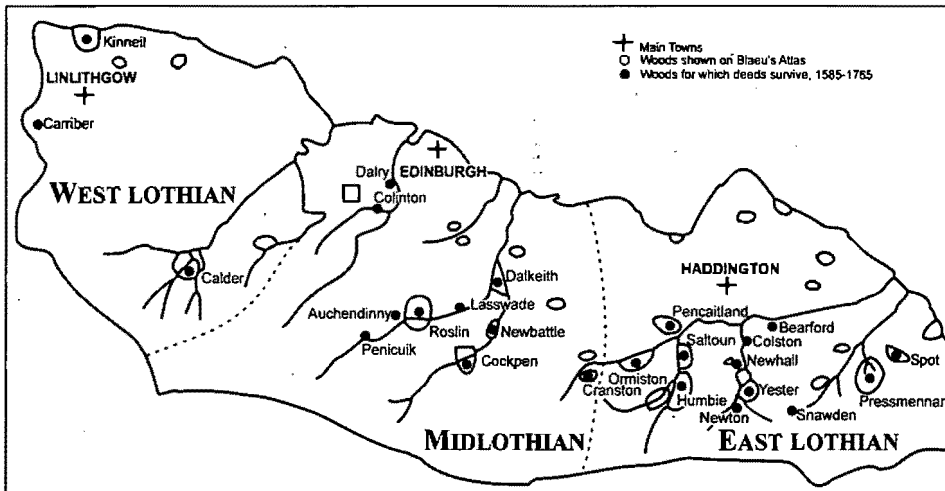 Kinneil
LINLITHGOW
Carriber
WEST LOTHIAN
Calder
Main Towns
Woods shown on Blaeu's Atlas
Woods for which deeds survive, 1585-1765
EDINBURGH
Dalry
Colinton
Dalkeith
Lasswade
Auchendinny
Roslin
Newbattle
Penicuik
Cockpen
MIDLOTHIAN
HADDINGTON
Pencaitland
Bearford
Saltoun
Colston
Newhall
Spot
Ormiston
Cranston
Humbie
Yester
Pressmennan
Newton
Snawden
EAST LOTHIAN